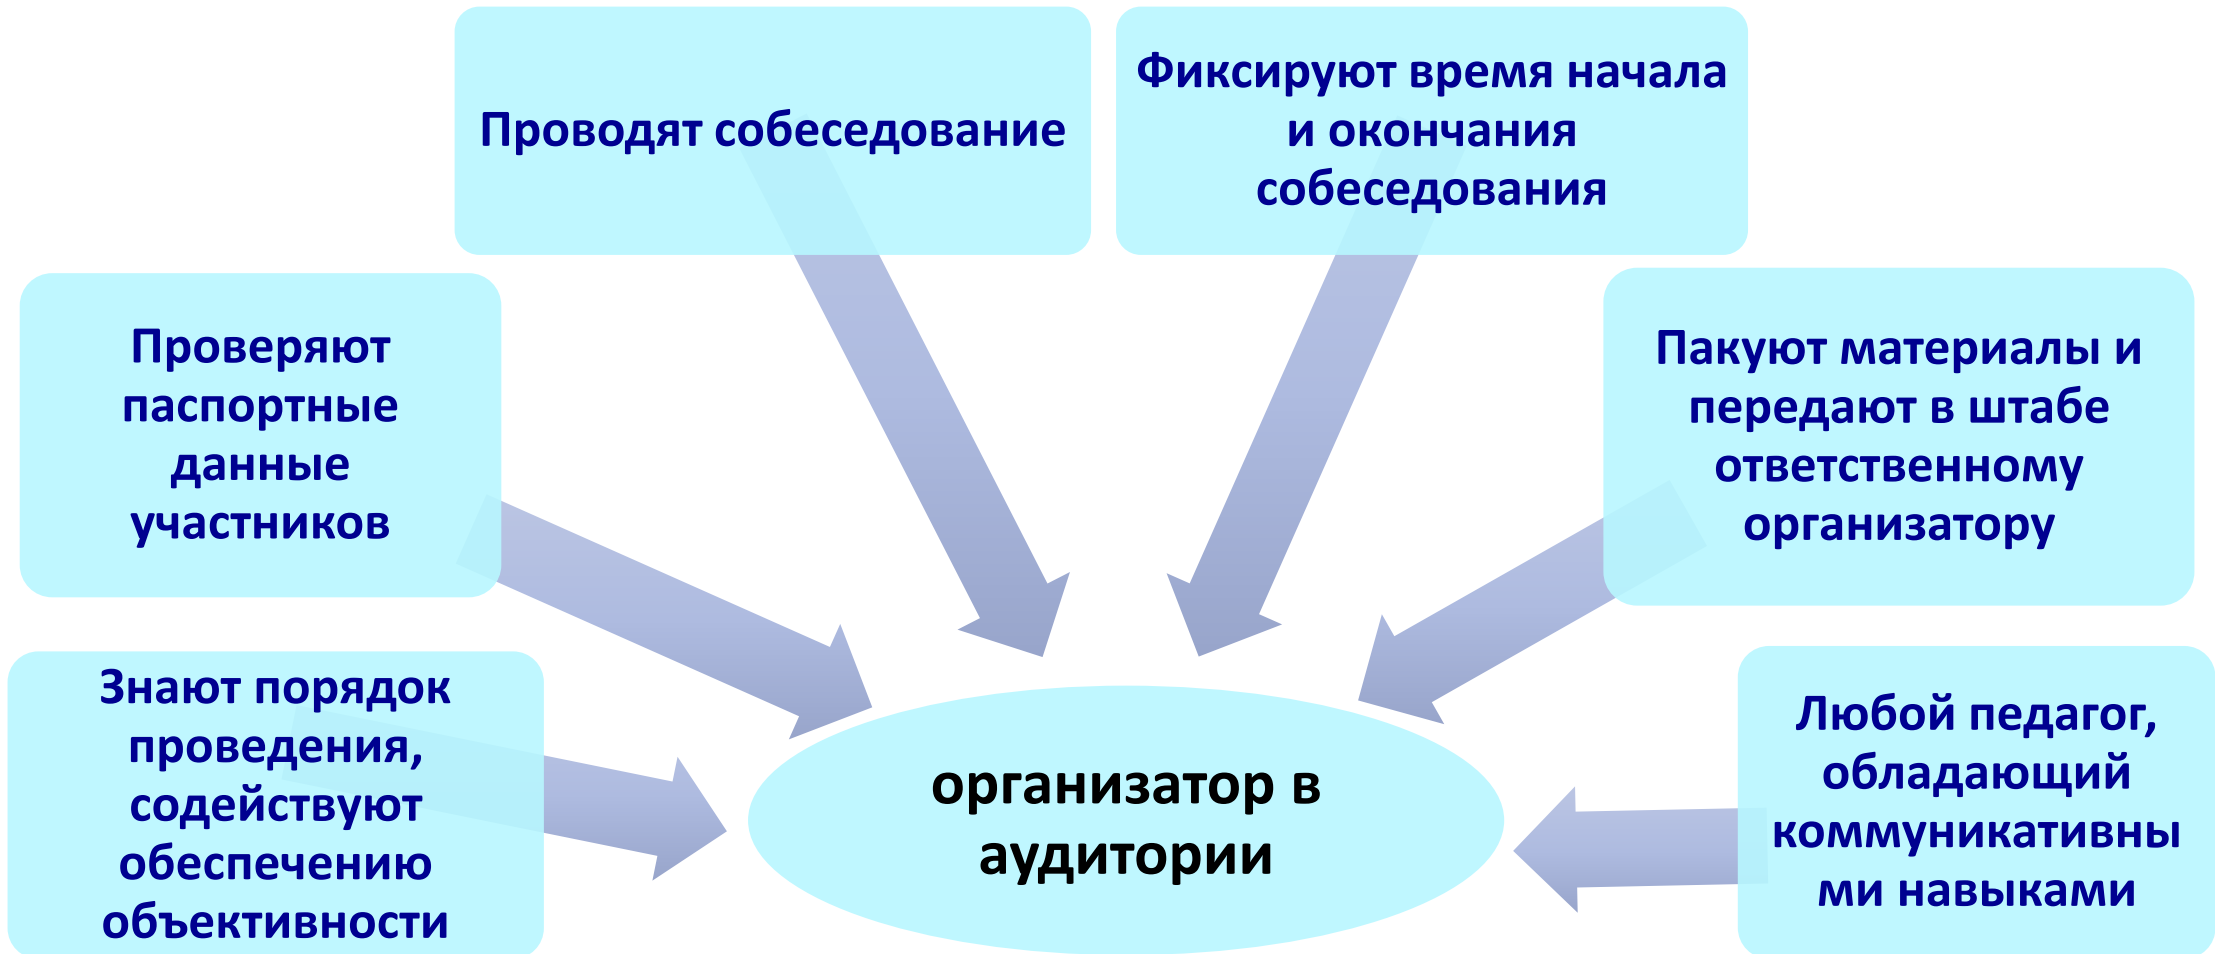 Проводят собеседование
Фиксируют время начала
и окончания
собеседования
Проверяют
паспортные
данные
участников
Пакуют материалы и
передают в штабе
ответственному
организатору
Знают порядок
проведения,
содействуют
обеспечению
объективности
организатор в
аудитории
Любой педагог,
обладающий
коммуникативны
ми навыками